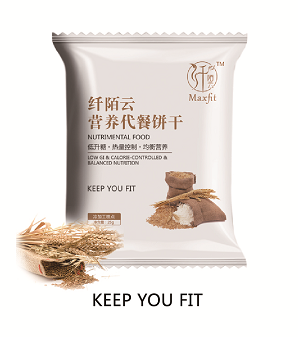 TM
Maxfit
纤陌云
营养代餐饼干
NUTRIMENTAL FOOD
低升糖·热量控制·均衡营养
LOW GI & CALORIE-CONTROLLED &
BALANCED NUTRITION
KEEP YOU FIT
KEEP YOU FIT